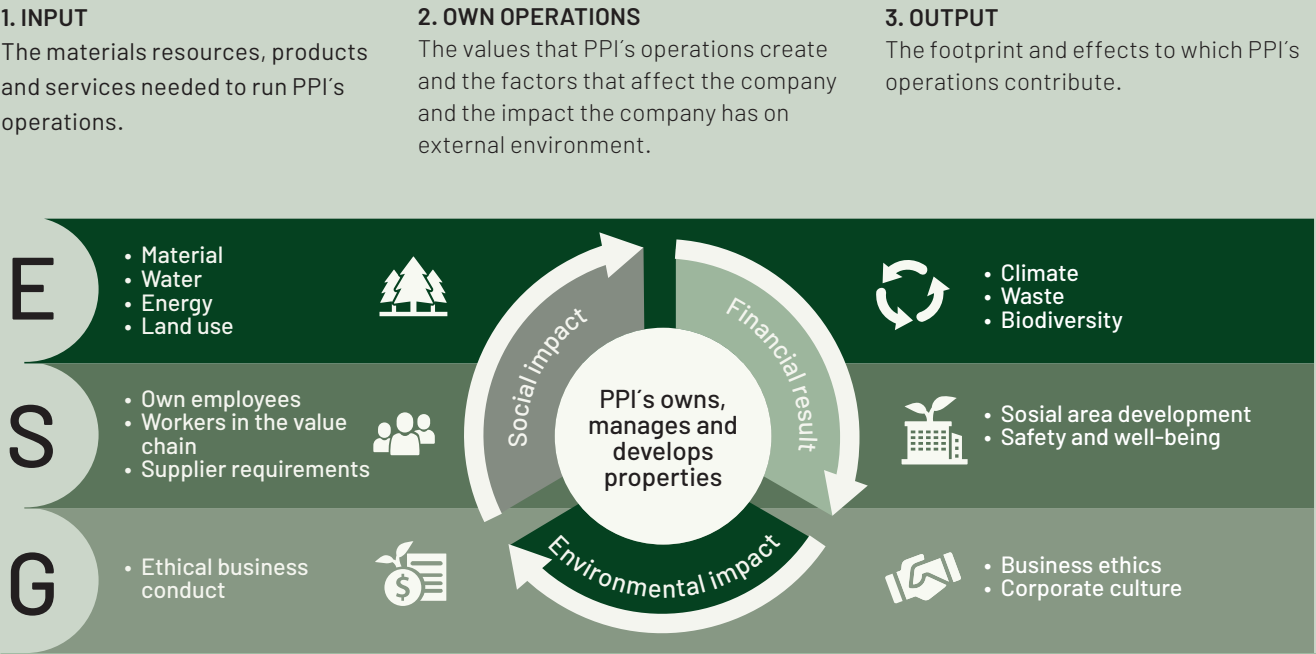 1. INPUT
The materials resources, products
and services needed to run PPI´s
operations.
2. OWN OPERATIONS
The values that PPI´s operations create
and the factors that affect the company
and the impact the company has on
external environment.
3. OUTPUT
The footprint and effects to which PPI´s
operations contribute.
E
• Material
• Water
• Energy
• Land use
S
• Own employees
• Workers in the value
chain
• Supplier requirements
G
• Ethical business
conduct
$
Social impact
Financial result
Environmental impact
PPI´s owns,
manages and
develops
properties
• Climate
• Waste
• Biodiversity
• Sosial area development
• Safety and well-being
• Business ethics
• Corporate culture